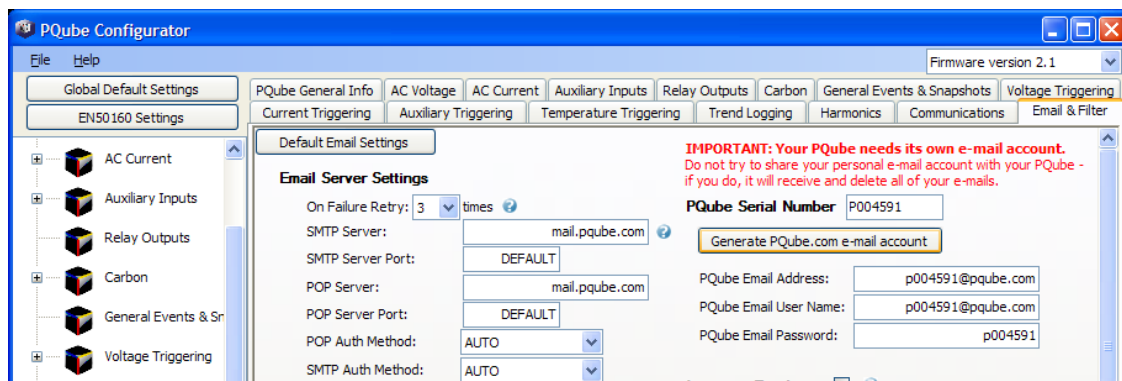 PQube Configurator
File Help
Firmware version 2.1
Global Default Settings
EN50160 Settings
PQube General Info AC Voltage AC Current Auxiliary Inputs Relay Outputs Carbon General Events & Snapshots Voltage Triggering
Current Triggering Auxiliary Triggering Temperature Triggering Trend Logging Harmonics Communications Email & Filter
AC Current
Auxiliary Inputs
Relay Outputs
Carbon
General Events & Sn
Voltage Triggering
Default Email Settings
Email Server Settings
On Failure Retry: 3 times
SMTP Server: mail.pqube.com
SMTP Server Port: DEFAULT
POP Server: mail.pqube.com
POP Server Port: DEFAULT
POP Auth Method: AUTO
SMTP Auth Method: AUTO
IMPORTANT: Your PQube needs its own e-mail account.
Do not try to share your personal e-mail account with your PQube -
if you do, it will receive and delete all of your e-mails.
PQube Serial Number P004591
Generate PQube.com e-mail account
PQube Email Address: p004591@pqube.com
PQube Email User Name: p004591@pqube.com
PQube Email Password: p004591